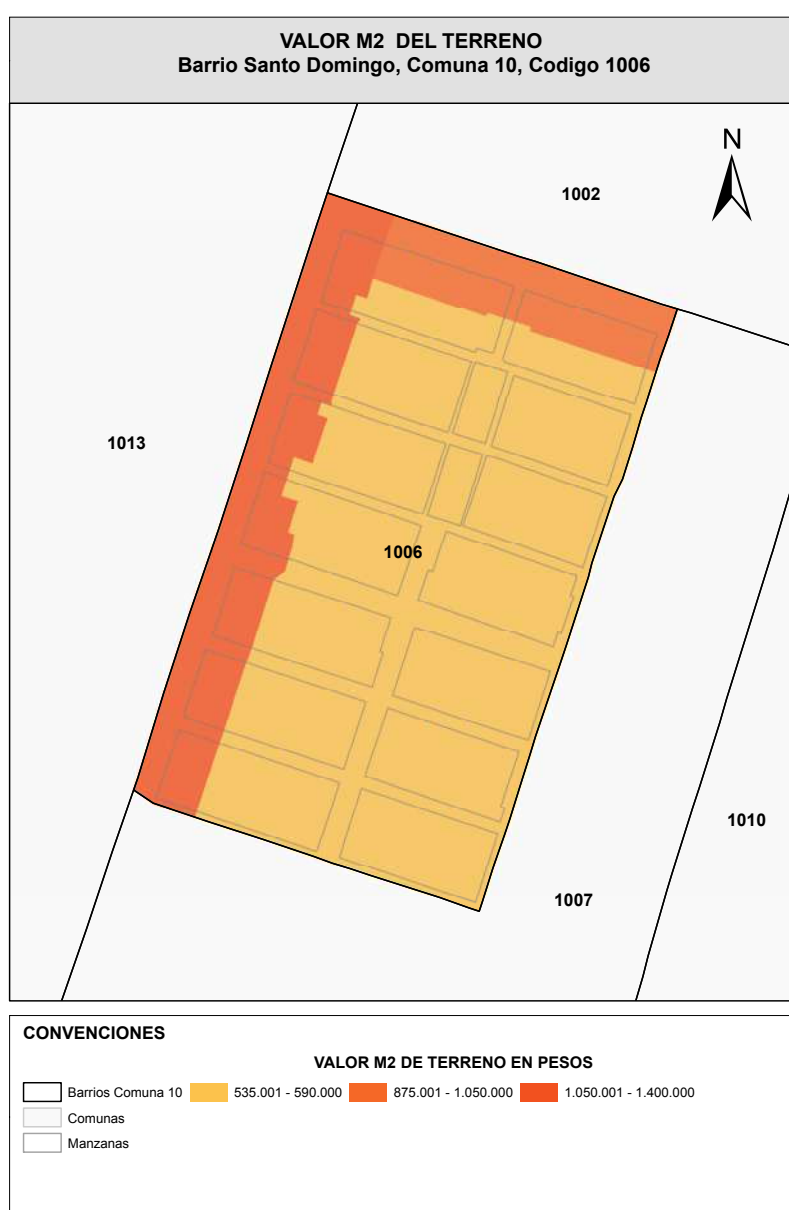 VALOR M2 DEL TERRENO
Barrio Santo Domingo, Comuna 10, Codigo 1006
N
1002
1013
1006
1010
1007
CONVENCIONES
VALOR M2 DE TERRENO EN PESOS
Barrios Comuna 10 535.001 - 590.000 875.001 - 1.050.000 1.050.001 - 1.400.000
Comunas
Manzanas